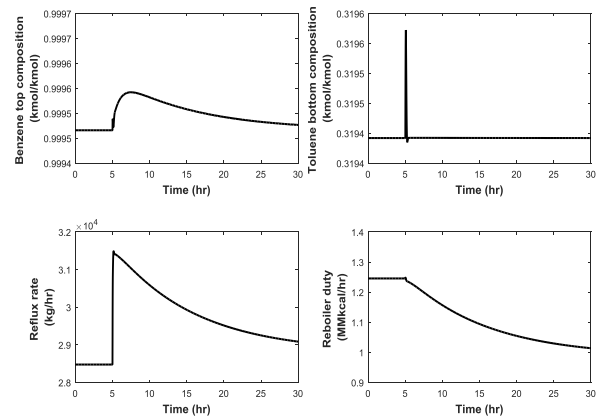 0.9997
0.9997
0.9996
0.9996
0.9995
0.9995
0.9994
0 5 10 15 20 25 30
Time (hr)
Benzene top composition
(kmol/kmol)
0.3196
0.3196
0.3195
0.3195
0.3194
0.3194
0 5 10 15 20 25 30
Time (hr)
Toluene bottom composition
(kmol/kmol)
× 10⁴
3.2
3.1
3
2.9
2.8
0 5 10 15 20 25 30
Time (hr)
Reflux rate
(kg/hr)
1.4
1.3
1.2
1.1
1
0.9
0 5 10 15 20 25 30
Time (hr)
Reboiler duty
(MMkcal/hr)